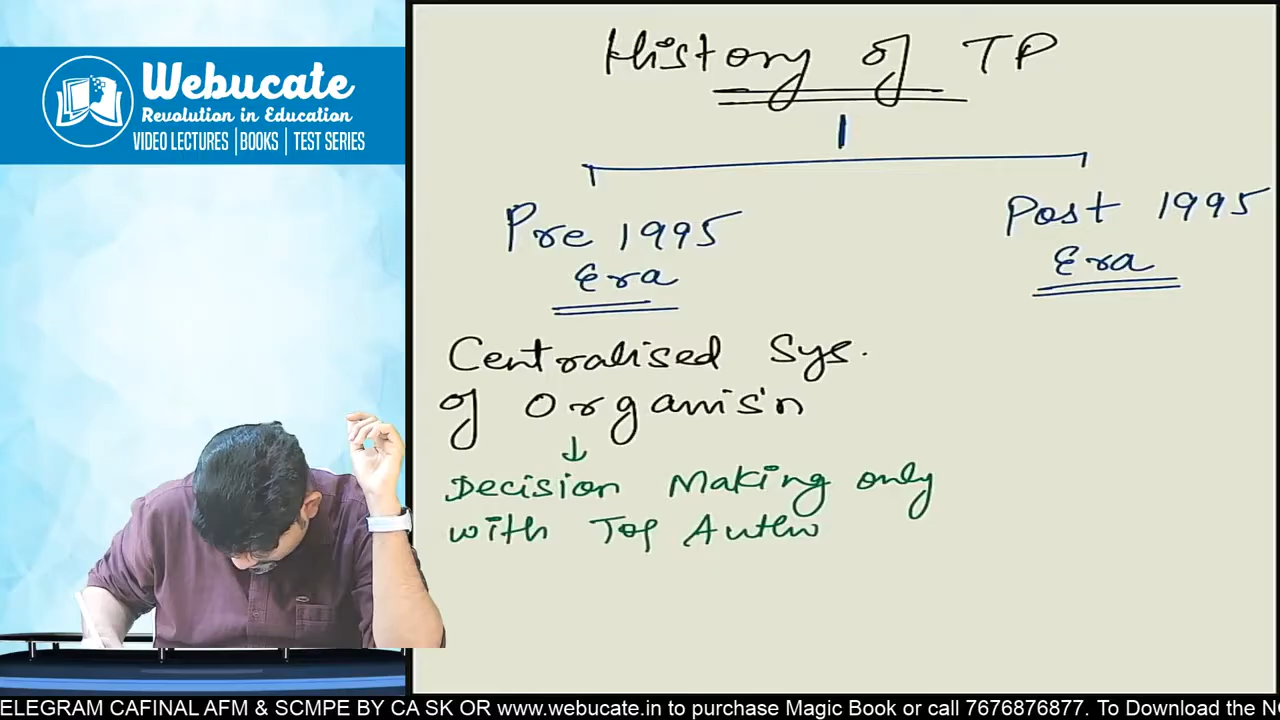 Webucate
Revolution in Education
VIDEO LECTURES | BOOKS | TEST SERIES
History of TP
Pre 1995
Era
Post 1995
Era
Centralised Sys.
of Organis'n
Decision Making only
with Top Autho
ELEGRAM CAFINAL AFM & SCMPE BY CA SK OR www.webucate.in to purchase Magic Book or call 7676876877. To Download the N